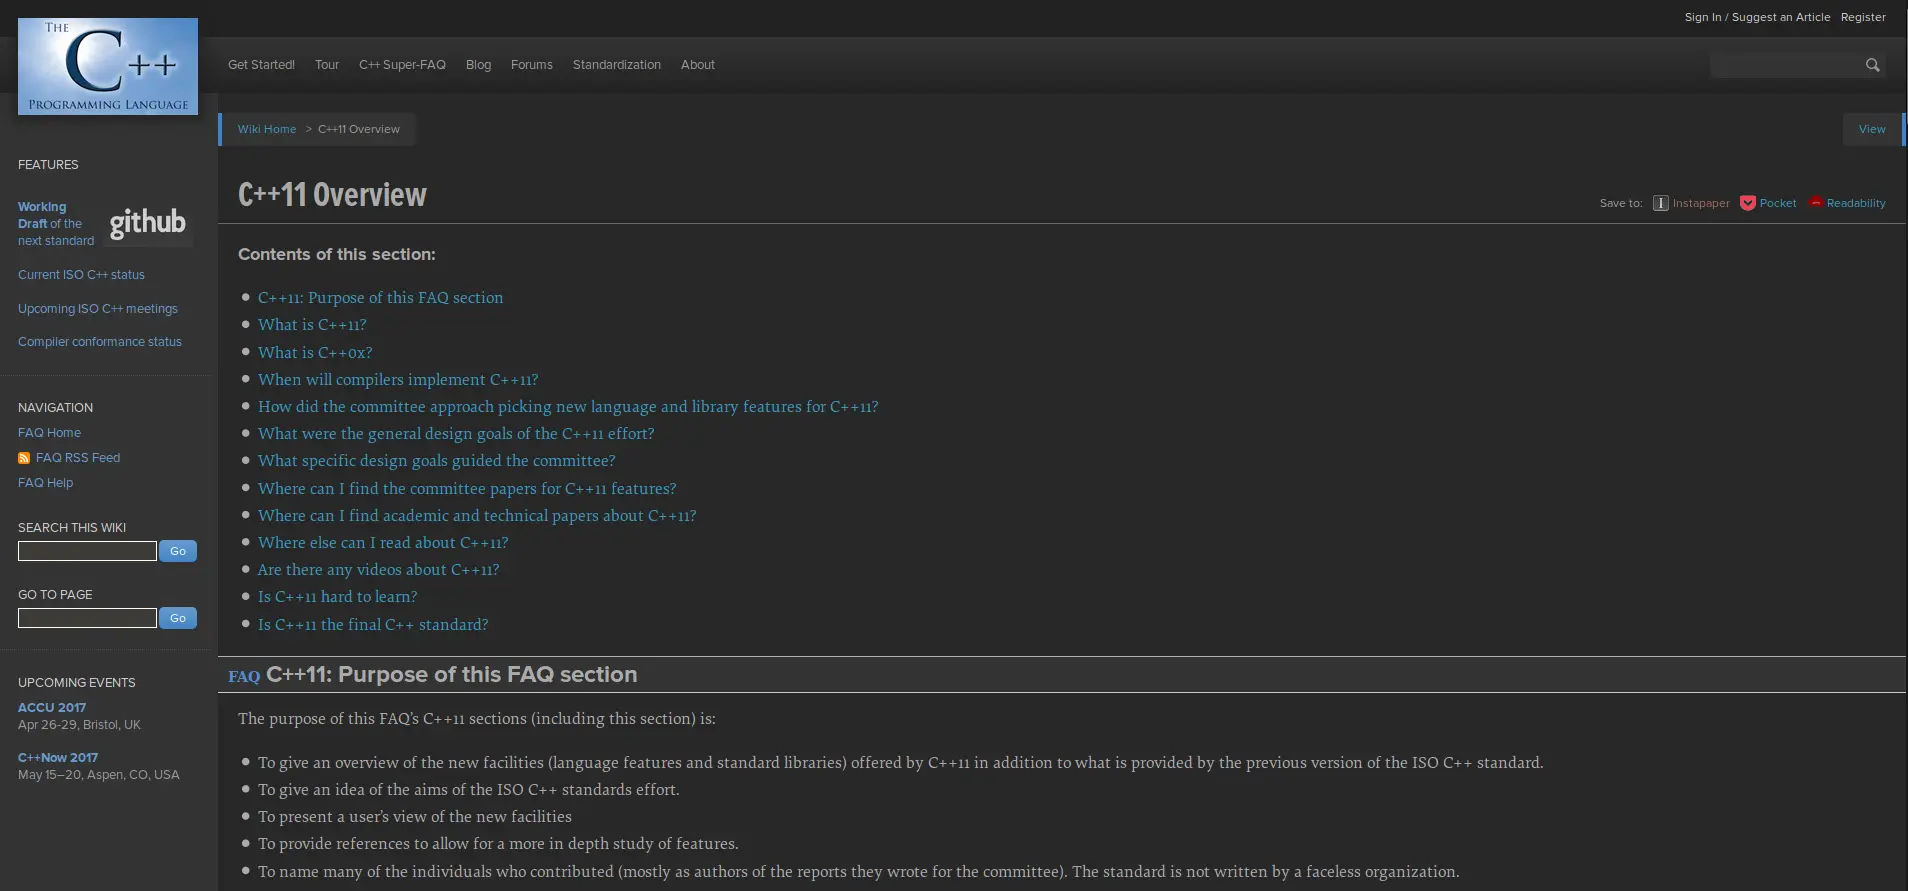 Sign In / Suggest an Article Register
THE
C++
PROGRAMMING LANGUAGE
Get Started! Tour C++ Super-FAQ Blog Forums Standardization About
Wiki Home > C++11 Overview
View
FEATURES
Working
Draft of the
next standard
github
Current ISO C++ status
Upcoming ISO C++ meetings
Compiler conformance status
NAVIGATION
FAQ Home
FAQ RSS Feed
FAQ Help
SEARCH THIS WIKI
Go
GO TO PAGE
Go
UPCOMING EVENTS
ACCU 2017
Apr 26-29, Bristol, UK
C++Now 2017
May 15–20, Aspen, CO, USA
C++11 Overview
Save to: I Instapaper Pocket Readability
Contents of this section:
C++11: Purpose of this FAQ section
What is C++11?
What is C++0x?
When will compilers implement C++11?
How did the committee approach picking new language and library features for C++11?
What were the general design goals of the C++11 effort?
What specific design goals guided the committee?
Where can I find the committee papers for C++11 features?
Where can I find academic and technical papers about C++11?
Where else can I read about C++11?
Are there any videos about C++11?
Is C++11 hard to learn?
Is C++11 the final C++ standard?
FAQ C++11: Purpose of this FAQ section
The purpose of this FAQ's C++11 sections (including this section) is:
To give an overview of the new facilities (language features and standard libraries) offered by C++11 in addition to what is provided by the previous version of the ISO C++ standard.
To give an idea of the aims of the ISO C++ standards effort.
To present a user's view of the new facilities
To provide references to allow for a more in depth study of features.
To name many of the individuals who contributed (mostly as authors of the reports they wrote for the committee). The standard is not written by a faceless organization.